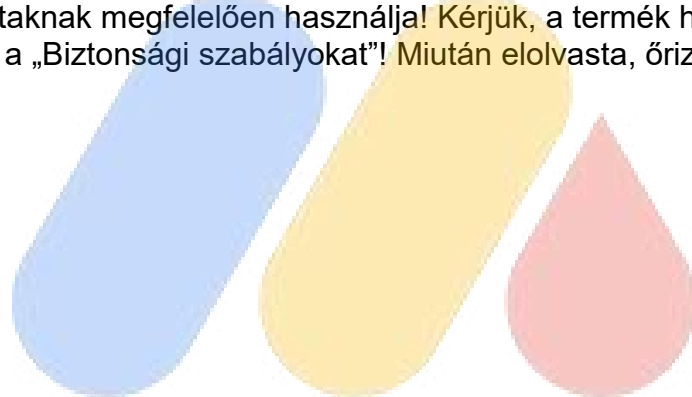 taknak megfelelően használja! Kérjük, a termék h
a „Biztonsági szabályokat”! Miután elolvasta, őriz